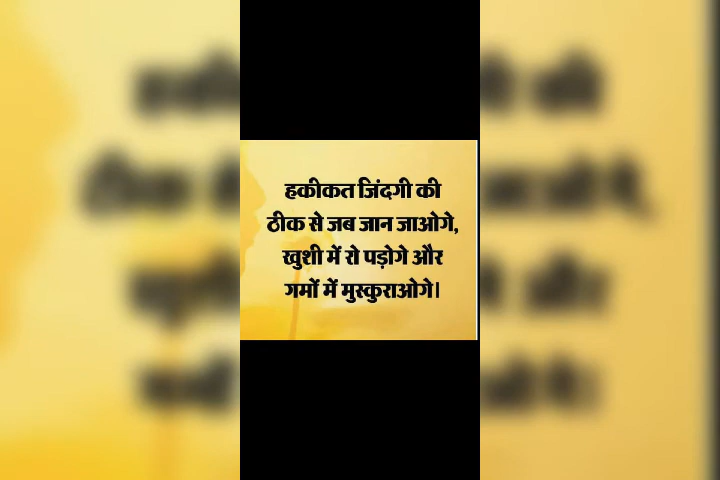 हकीकत जिंदगी की
ठीक से जब जान जाओगे,
खुशी में रो पड़ोगे और
गमों में मुस्कुराओगे।